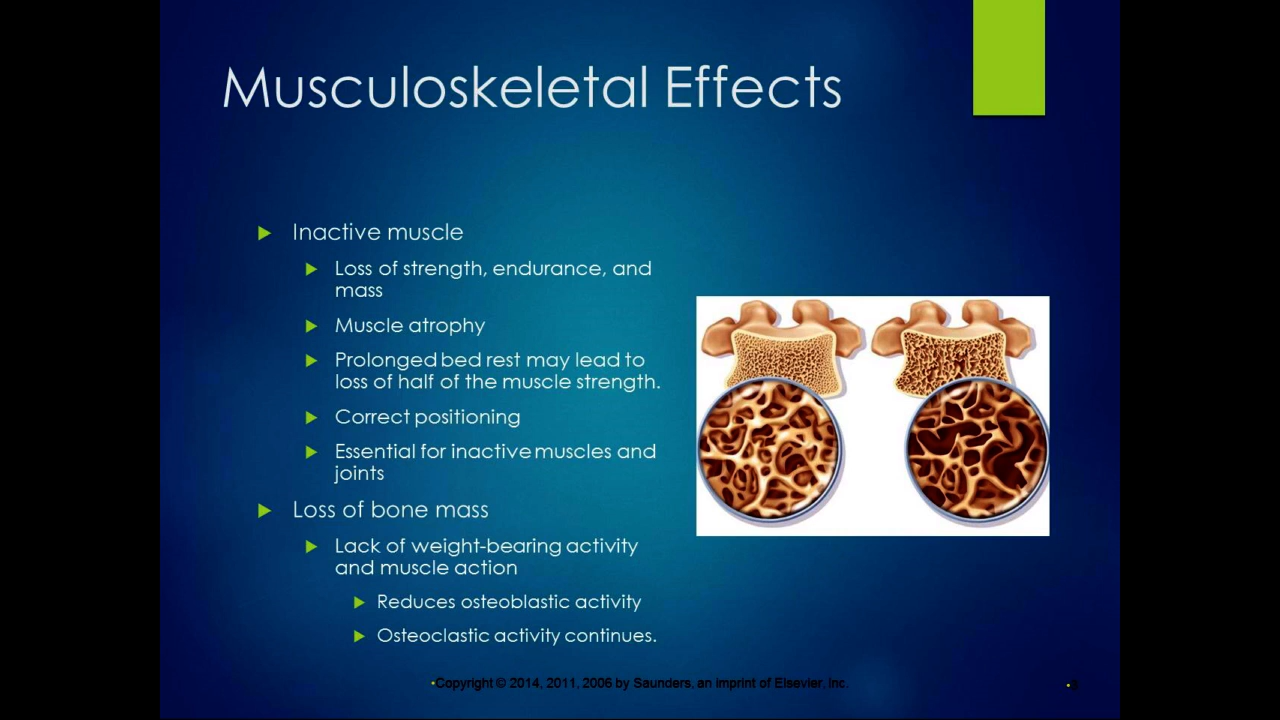 Musculoskeletal Effects
Inactive muscle
Loss of strength, endurance, and
mass
Muscle atrophy
Prolonged bed rest may lead to
loss of half of the muscle strength.
Correct positioning
Essential for inactive muscles and
joints
Loss of bone mass
Lack of weight-bearing activity
and muscle action
Reduces osteoblastic activity
Osteoclastic activity continues.
•Copyright © 2014, 2011, 2006 by Saunders, an imprint of Elsevier, Inc.